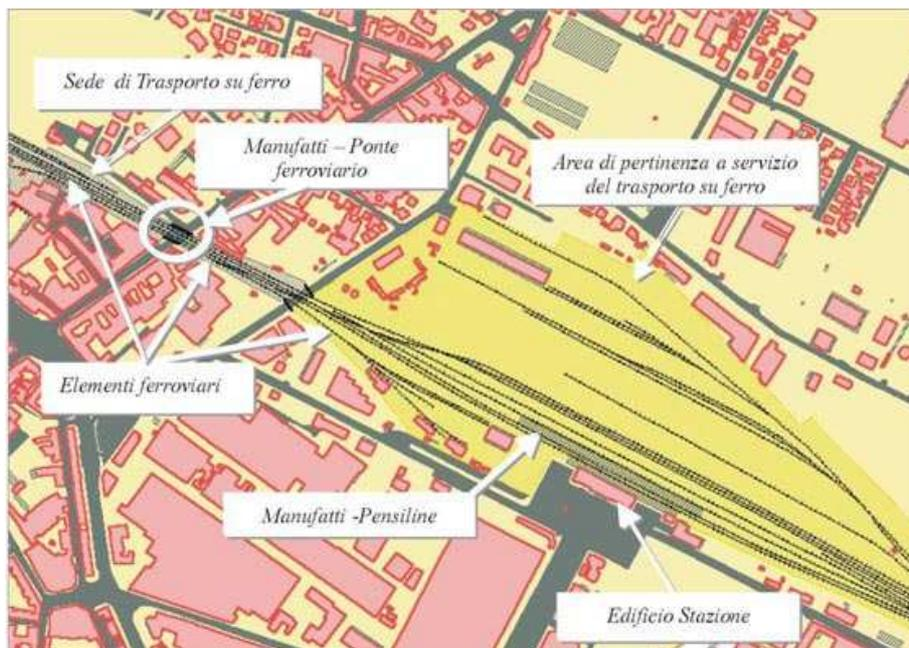 Sede di Trasporto su ferro
Manufatti – Ponte
ferroviario
Area di pertinenza a servizio
del trasporto su ferro
Elementi ferroviari
Manufatti -Pensiline
Edificio Stazione